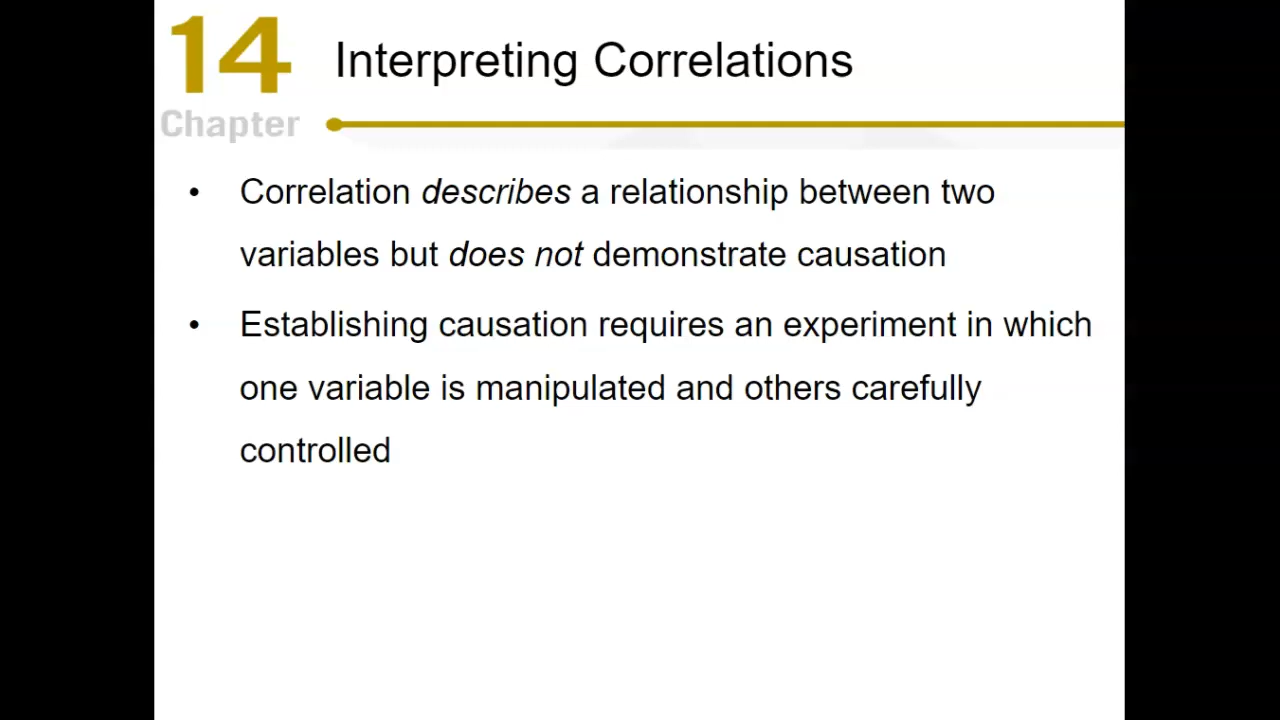 14
Chapter
Interpreting Correlations
• Correlation describes a relationship between two
variables but does not demonstrate causation
• Establishing causation requires an experiment in which
one variable is manipulated and others carefully
controlled